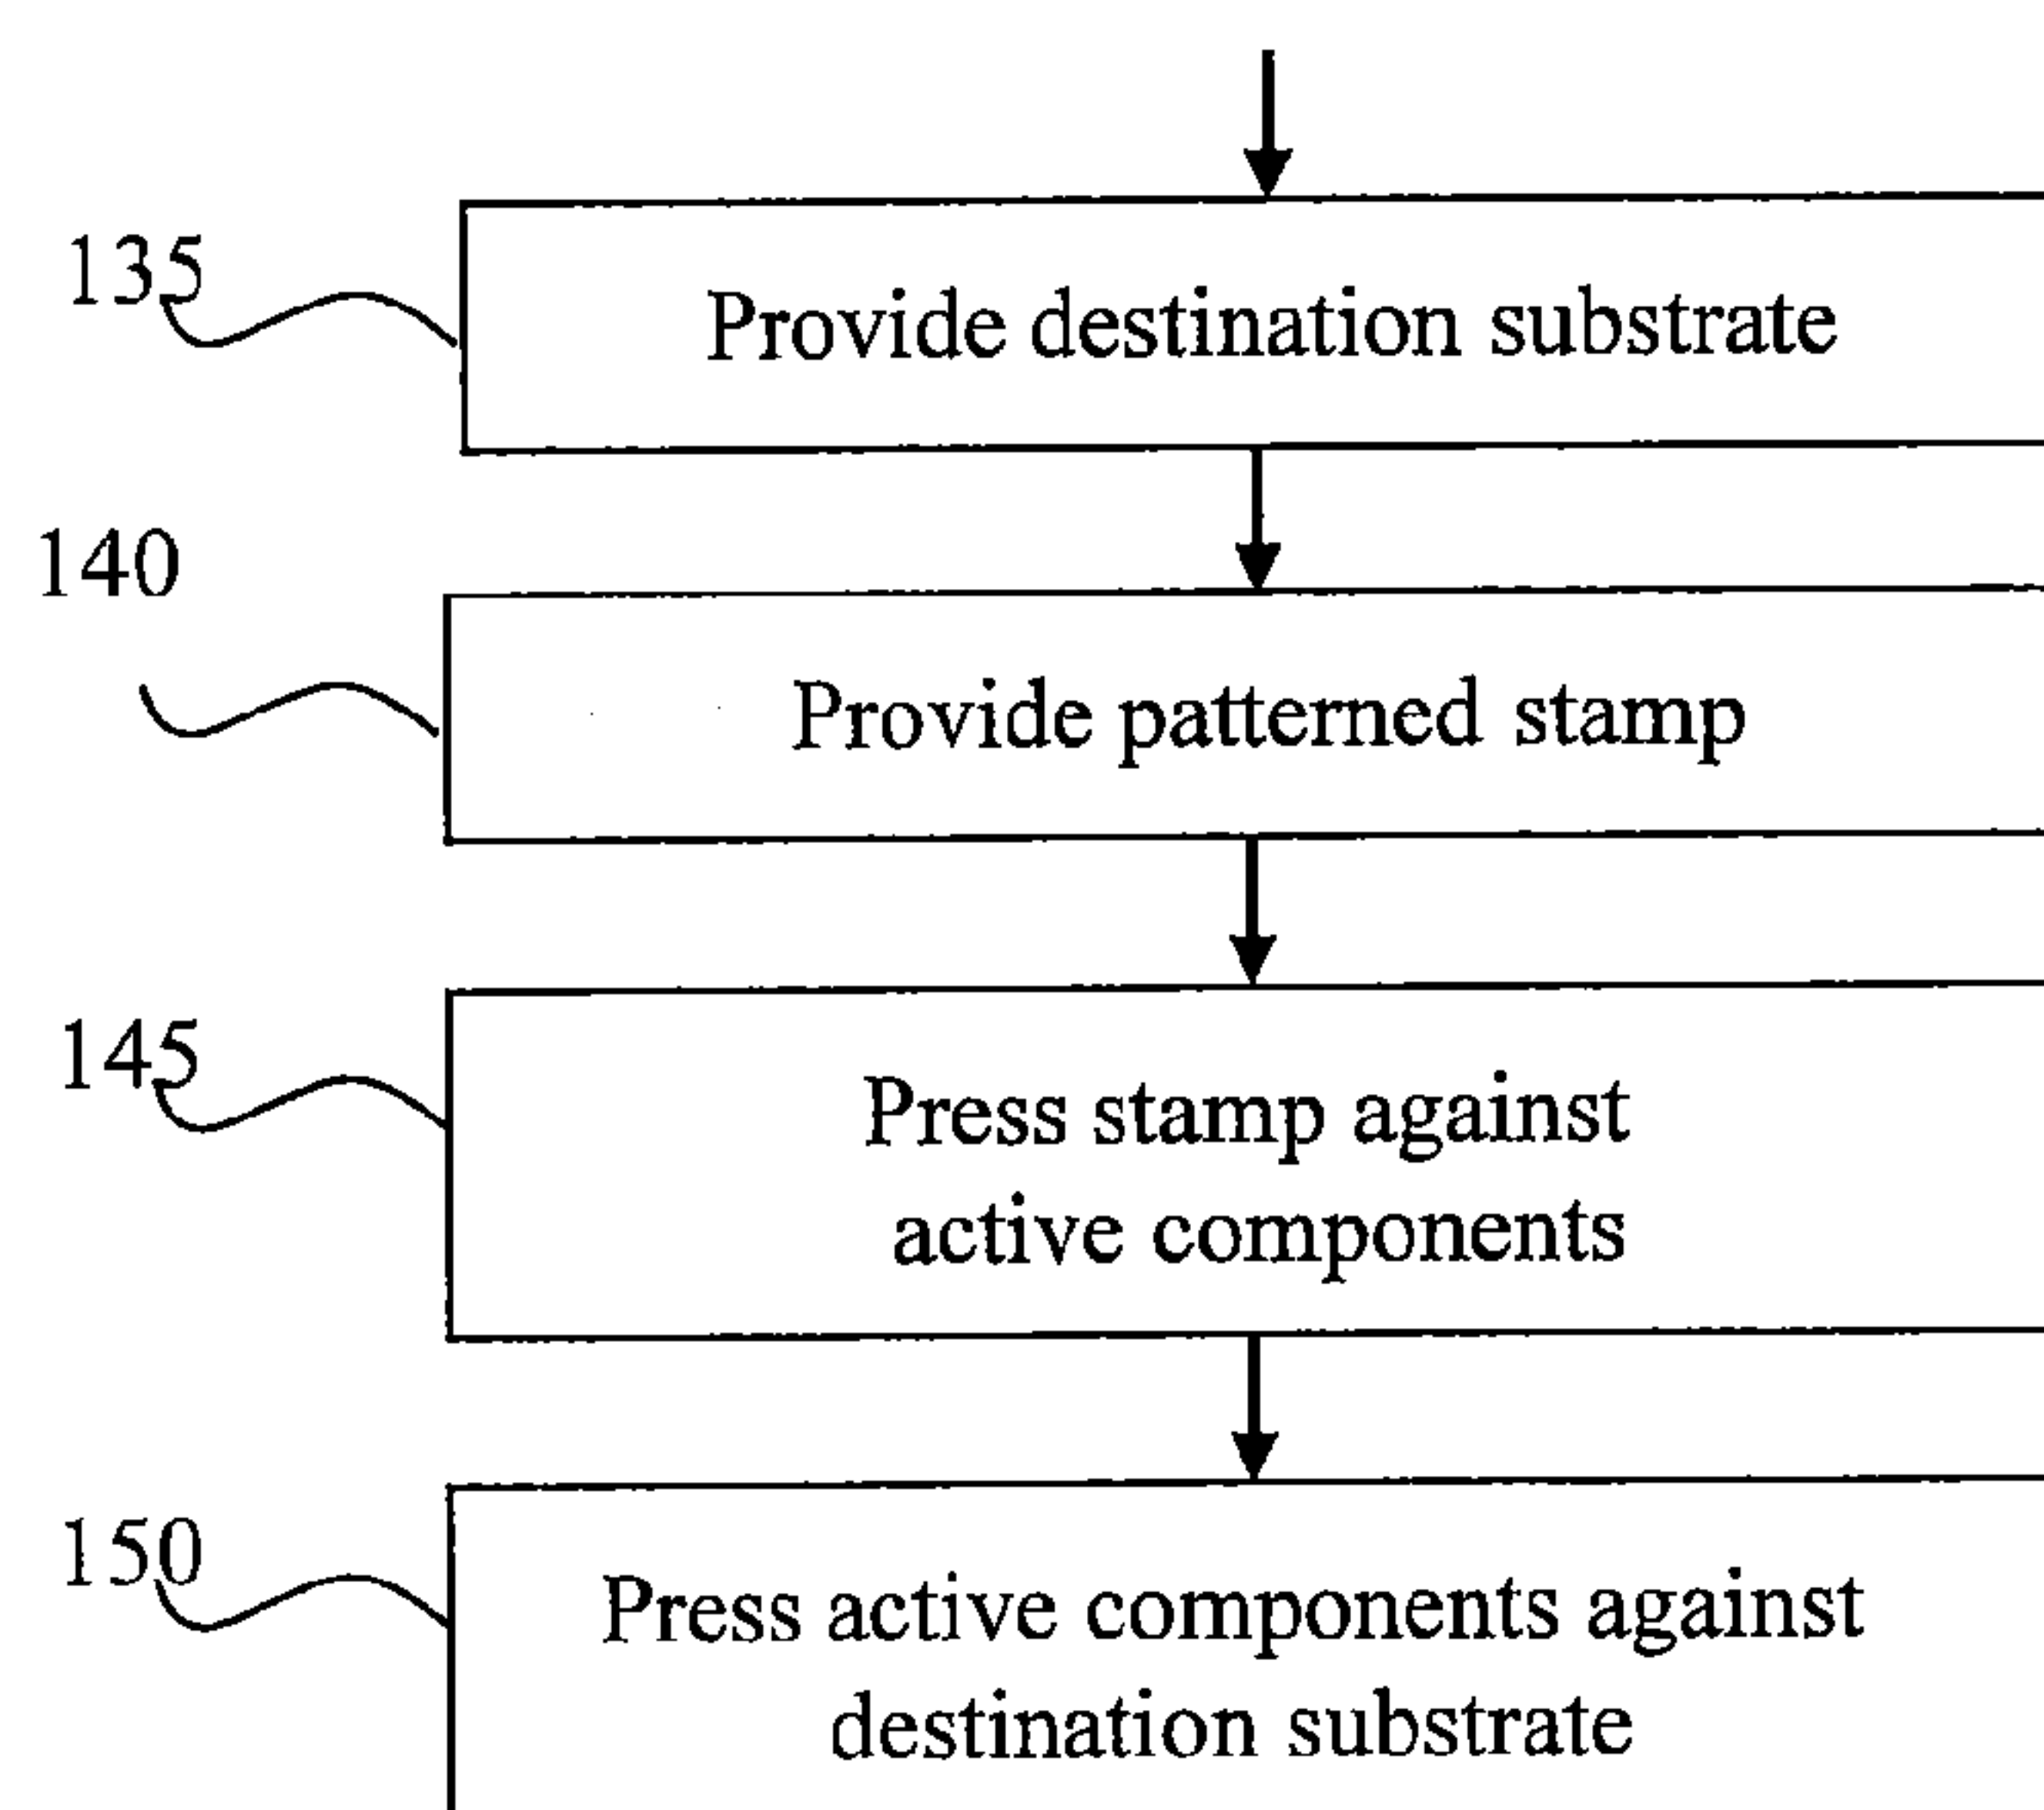 135
Provide destination substrate
140
Provide patterned stamp
145
Press stamp against
active components
150
Press active components against
destination substrate